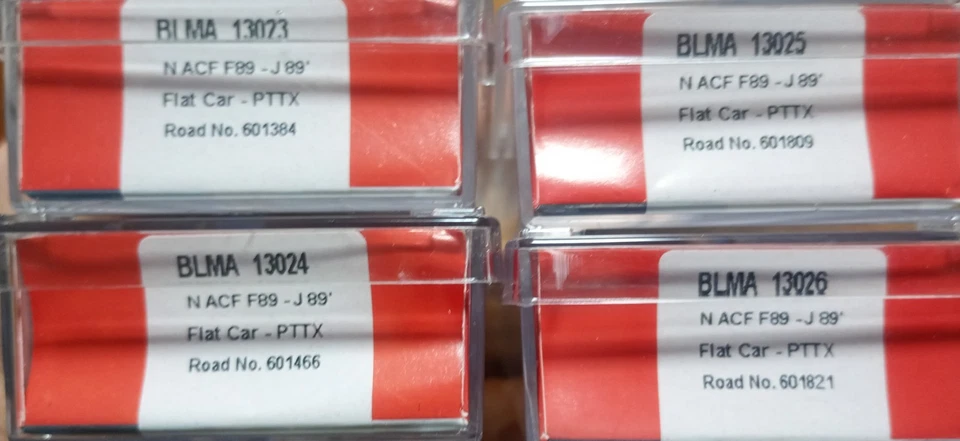 BLMA 13023
N ACF F89 - J 89'
Flat Car - PTTX
Road No. 601384
BLMA 13025
N ACF F89 - J 89'
Flat Car - PTTX
Road No. 601809
BLMA 13024
N ACF F89 - J 89'
Flat Car - PTTX
Road No. 601466
BLMA 13026
N ACF F89 - J 89'
Flat Car - PTTX
Road No. 601821